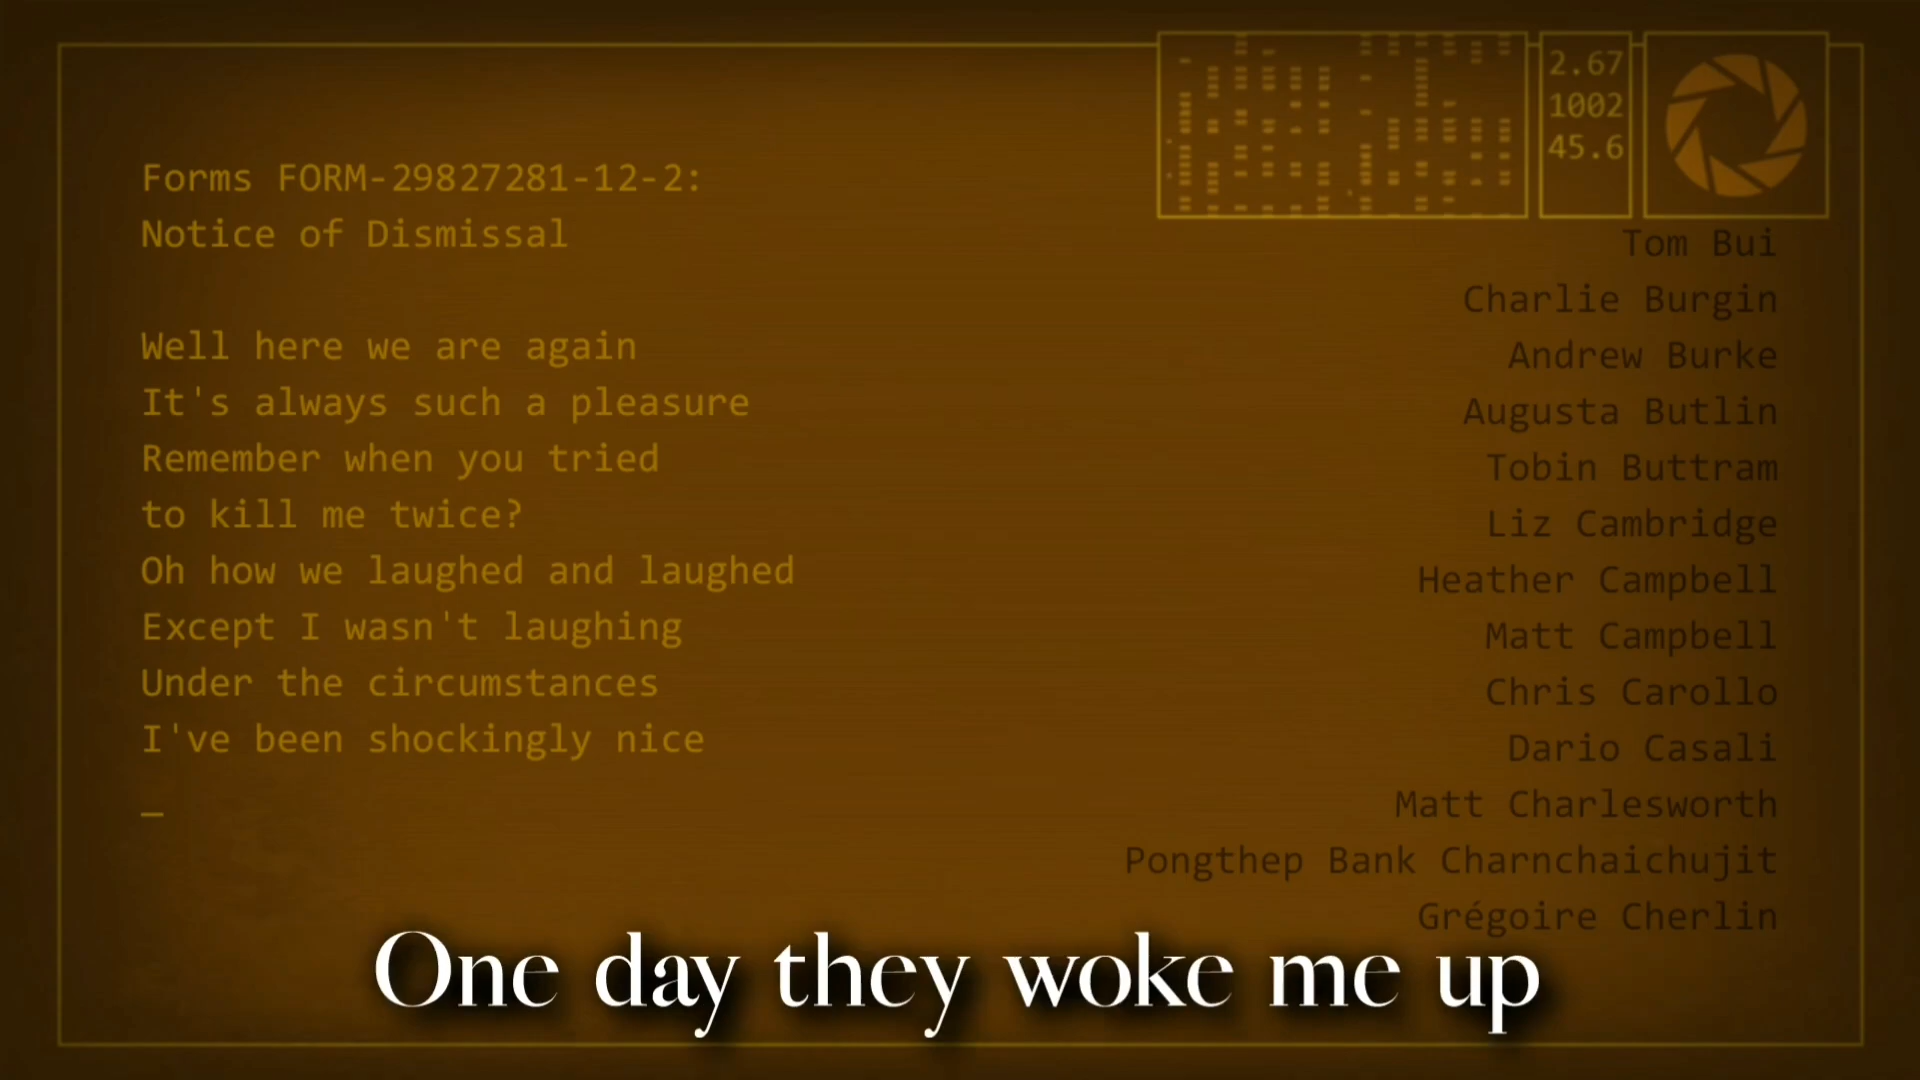 2.67
1002
45.6
Forms FORM-29827281-12-2:
Notice of Dismissal
Well here we are again
It's always such a pleasure
Remember when you tried
to kill me twice?
Oh how we laughed and laughed
Except I wasn't laughing
Under the circumstances
I've been shockingly nice
_
Tom Bui
Charlie Burgin
Andrew Burke
Augusta Butlin
Tobin Buttram
Liz Cambridge
Heather Campbell
Matt Campbell
Chris Carollo
Dario Casali
Matt Charlesworth
Pongthep Bank Charnchaichujit
Grégoire Cherlin
One day they woke me up